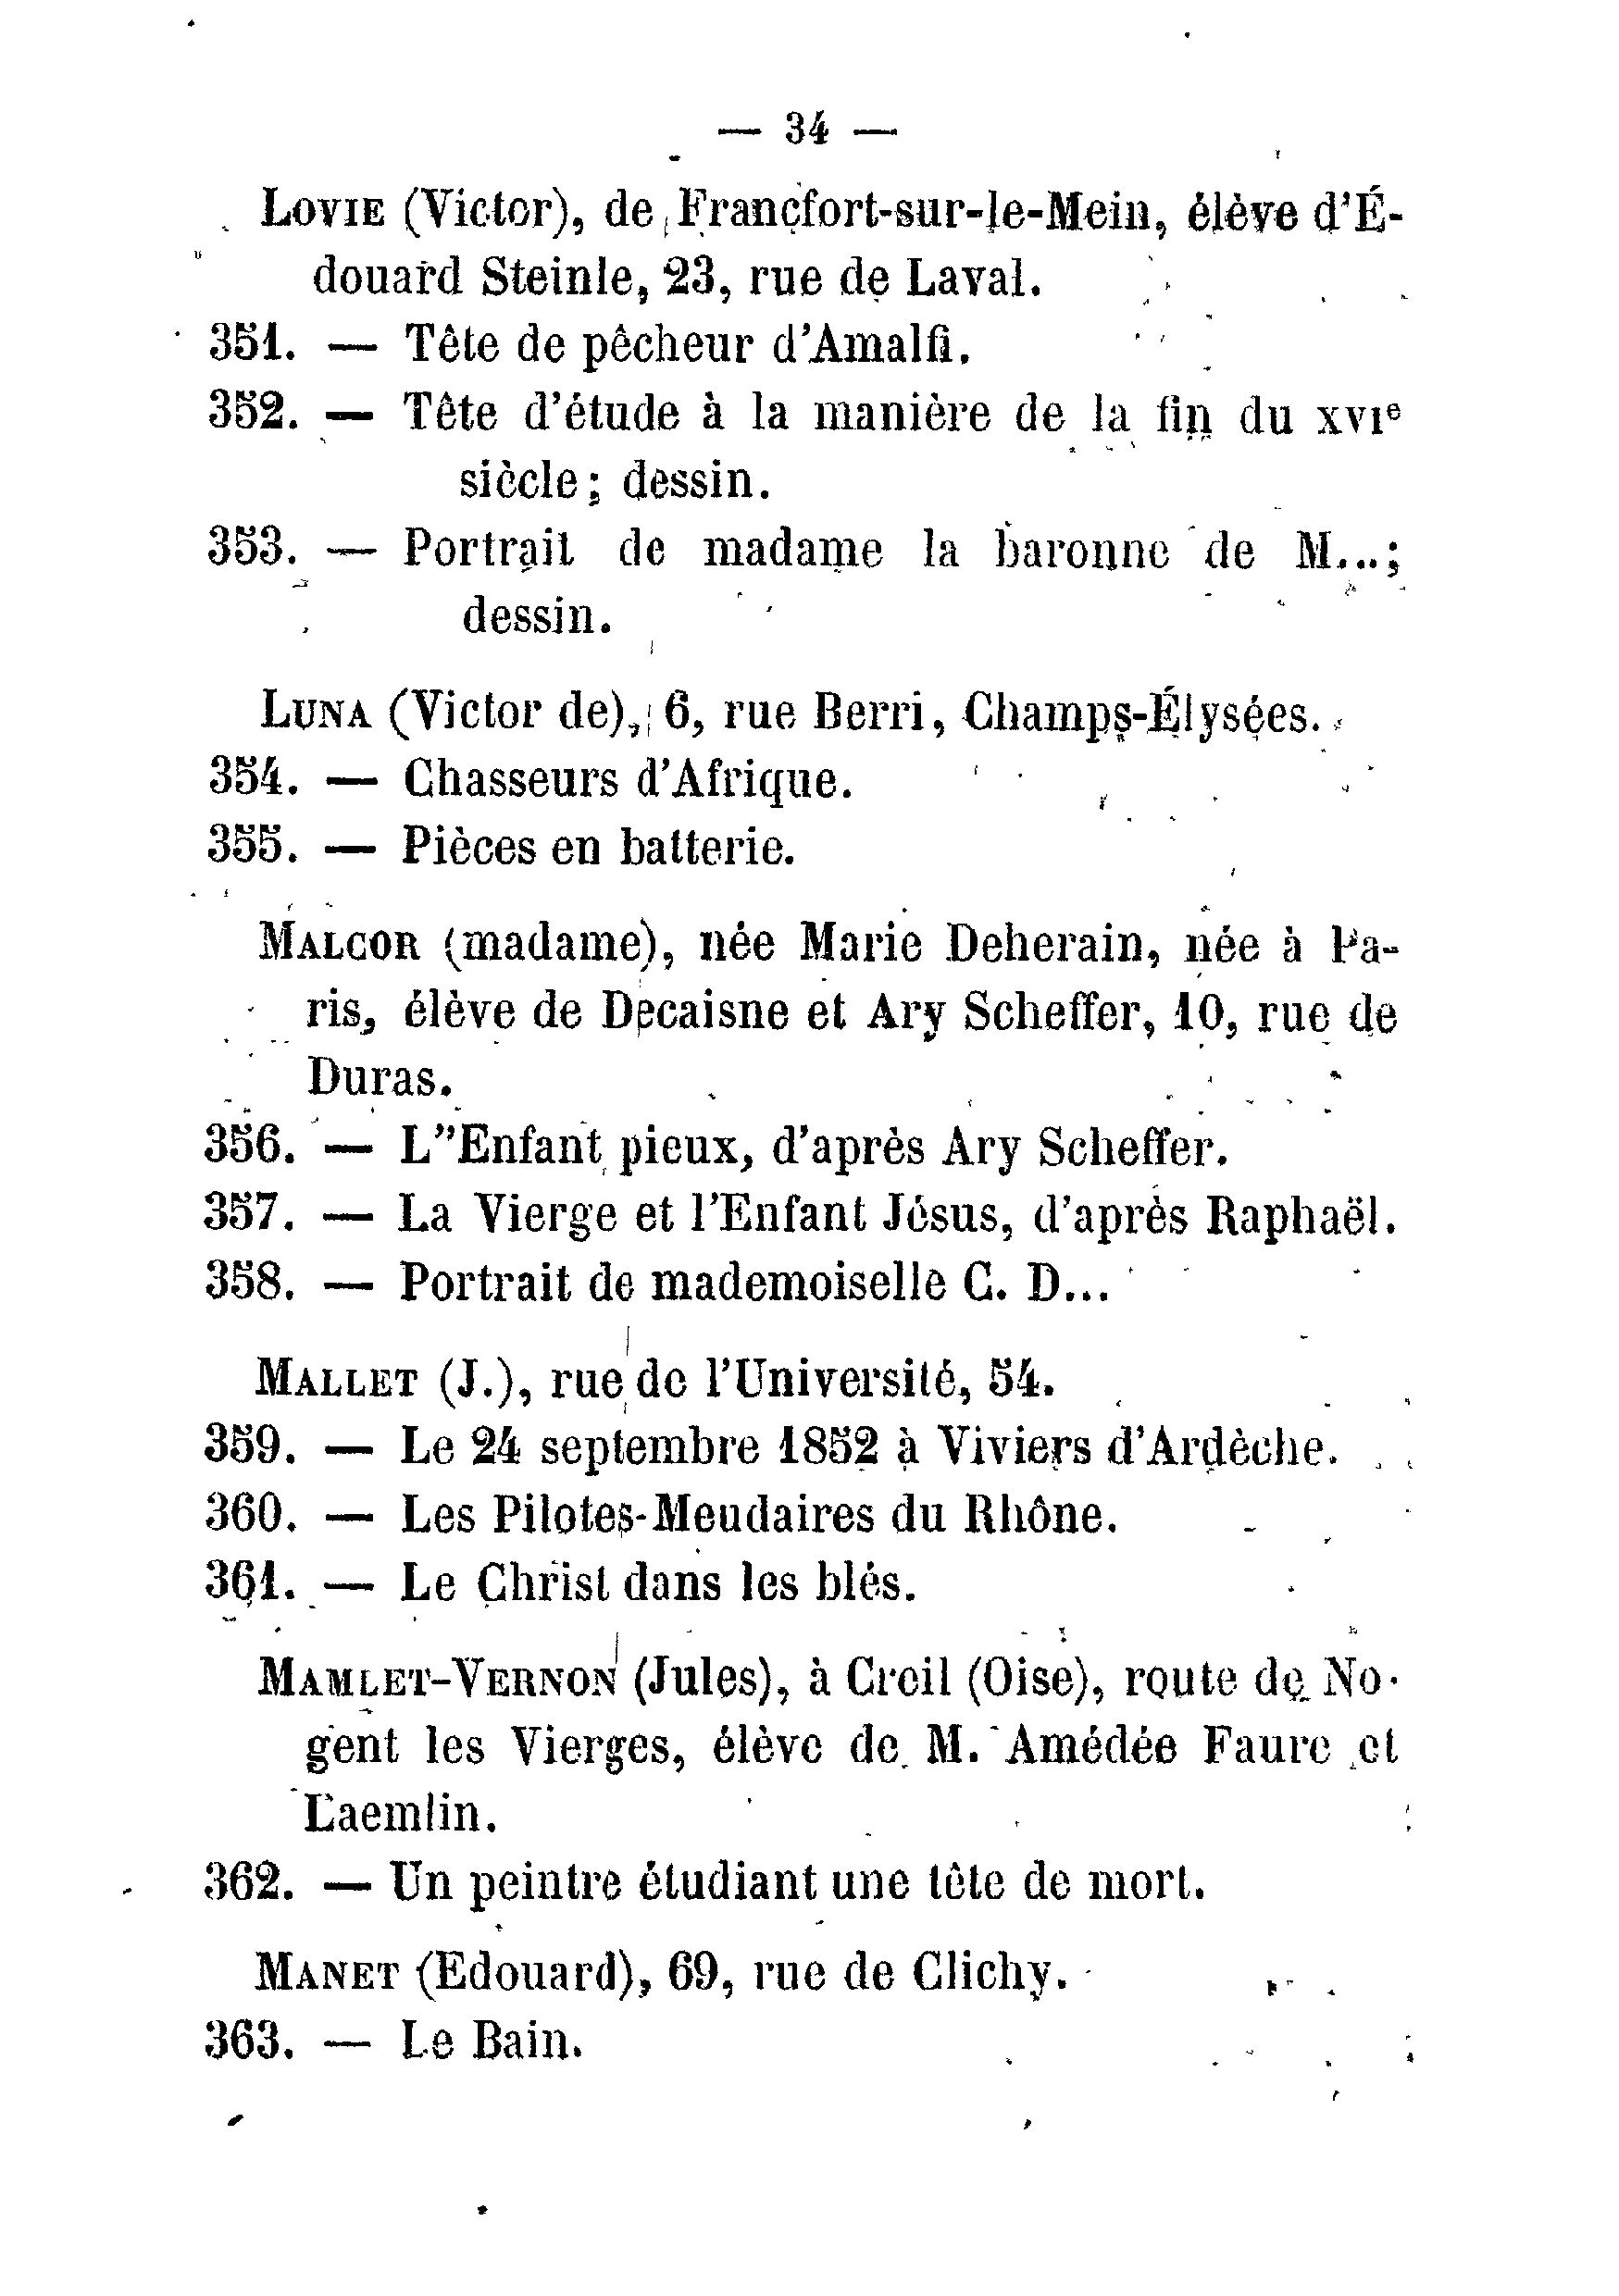 — 34 —
LOVIE (Victor), de Francfort-sur-le-Mein, élève d'É-
douard Steinle, 23, rue de Laval.
351. — Tête de pêcheur d'Amalfi.
352. — Tête d'étude à la manière de la fin du XVIe
siècle; dessin.
353. — Portrait de madame la baronne de M...;
dessin.
LUNA (Victor de), 6, rue Berri, Champs-Élysées.
354. — Chasseurs d'Afrique.
355. — Pièces en batterie.
MALCOR (madame), née Marie Deherain, née à Pa-
ris, élève de Decaisne et Ary Scheffer, 10, rue de
Duras.
356. — L''Enfant pieux, d'après Ary Scheffer.
357. — La Vierge et l'Enfant Jésus, d'après Raphaël.
358. — Portrait de mademoiselle C. D...
MALLET (J.), rue de l'Université, 54.
359. — Le 24 septembre 1852 à Viviers d'Ardèche.
360. — Les Pilotes-Meudaires du Rhône.
361. — Le Christ dans les blés.
MAMLET-VERNON (Jules), à Creil (Oise), route de No-
gent les Vierges, élève de M. Amédée Faure et
Laemlin.
362. — Un peintre étudiant une tête de mort.
MANET (Edouard), 69, rue de Clichy.
363. — Le Bain.